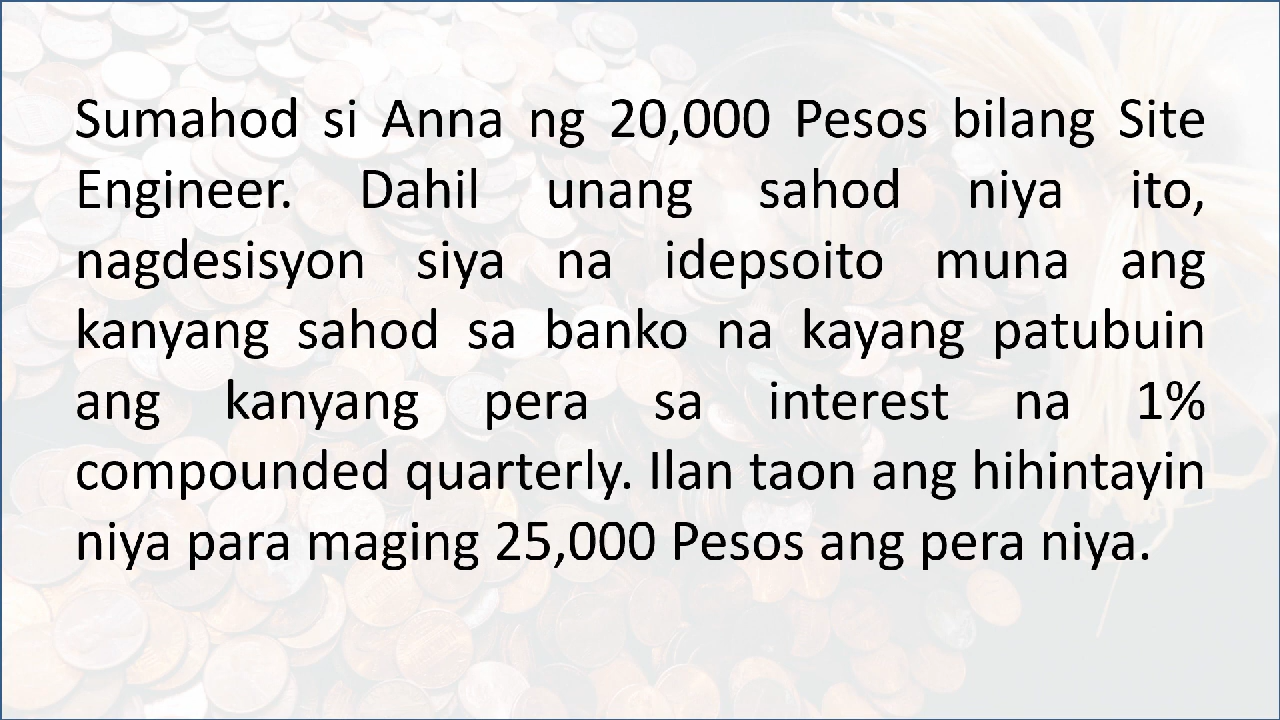 Sumahod si Anna ng 20,000 Pesos bilang Site
Engineer. Dahil unang sahod niya ito,
nagdesisyon siya na idepsoito muna ang
kanyang sahod sa banko na kayang patubuin
ang kanyang pera sa interest na 1%
compounded quarterly. Ilan taon ang hihintayin
niya para maging 25,000 Pesos ang pera niya.